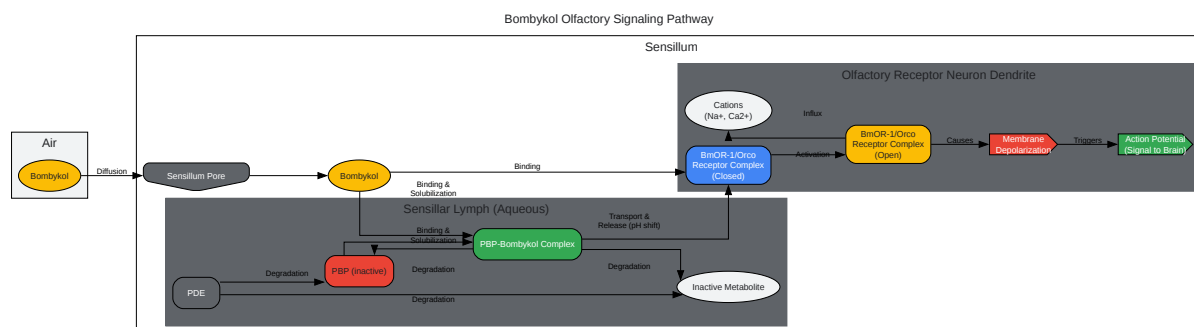 Bombykol Olfactory Signaling Pathway
Sensillum
Olfactory Receptor Neuron Dendrite
Air
Bombykol
Diffusion
Sensillum Pore
Bombykol
Binding
Cations
(Na+, Ca2+)
Influx
BmOR-1/Orco
Receptor Complex
(Closed)
Activation
BmOR-1/Orco
Receptor Complex
(Open)
Causes
Membrane
Depolarization
Triggers
Action Potential
(Signal to Brain)
Binding &
Solubilization
Sensillar Lymph (Aqueous)
Binding &
Solubilization
PBP-Bombykol Complex
Transport &
Release (pH shift)
PDE
Degradation
PBP (inactive)
Degradation
Degradation
Degradation
Inactive Metabolite